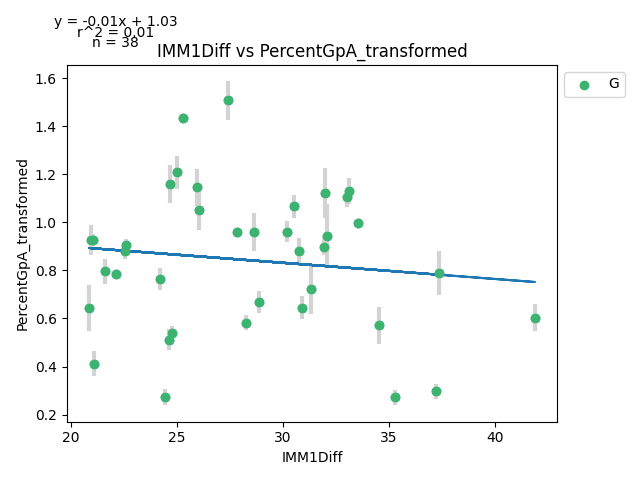 y = -0.01x + 1.03
r^2 = 0.01
n = 38
IMM1Diff vs PercentGpA_transformed
G
PercentGpA_transformed
1.6
1.4
1.2
1.0
0.8
0.6
0.4
0.2
20 25 30 35 40
IMM1Diff